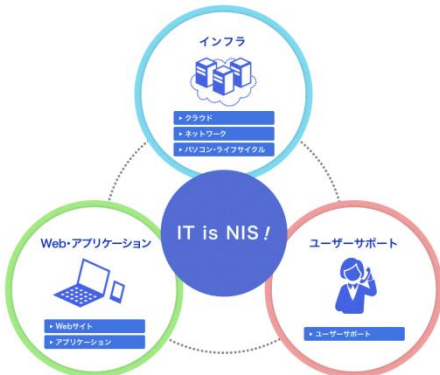 インフラ
▸ クラウド
▸ ネットワーク
▸ パソコン・ライフサイクル
IT is NIS!
Web・アプリケーション
▸ Webサイト
▸ アプリケーション
ユーザーサポート
▸ ユーザーサポート